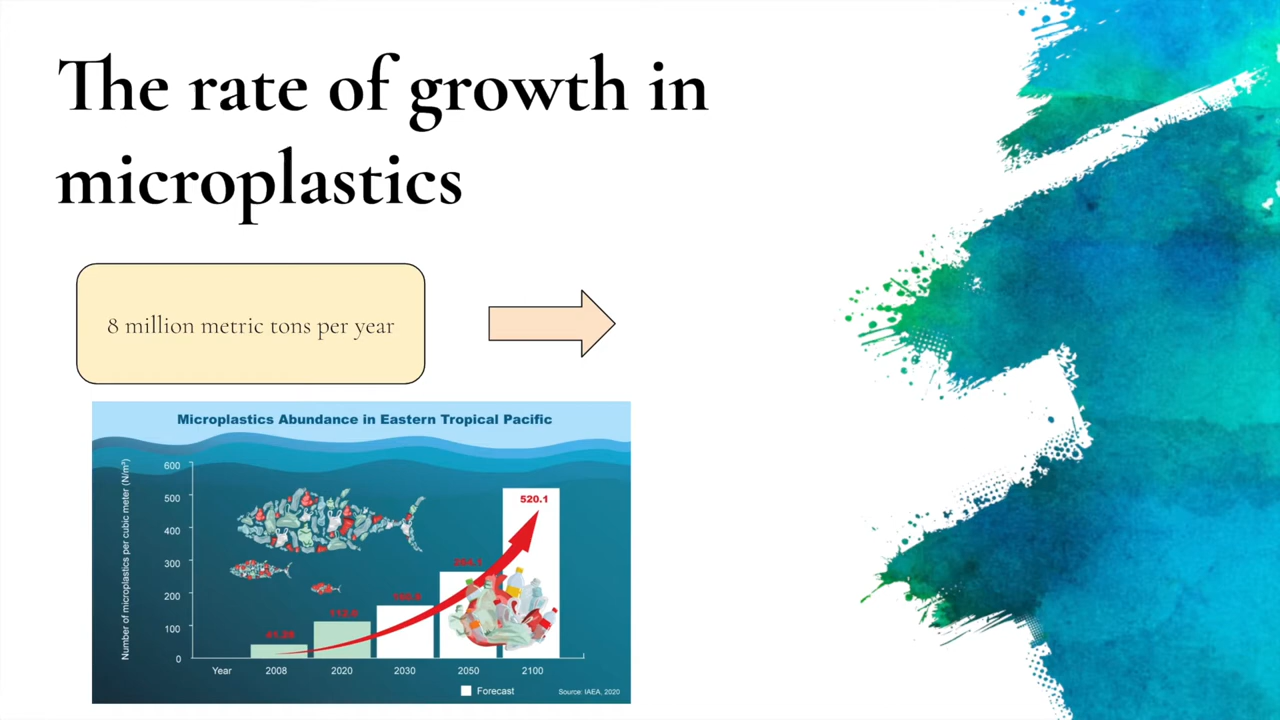 The rate of growth in
microplastics
8 million metric tons per year
Microplastics Abundance in Eastern Tropical Pacific
Number of microplastics per cubic meter (N/m³)
600
500
400
300
200
100
0
520.1
Year 2008 2020 2030 2050 2100
Forecast
Source: IAEA, 2020